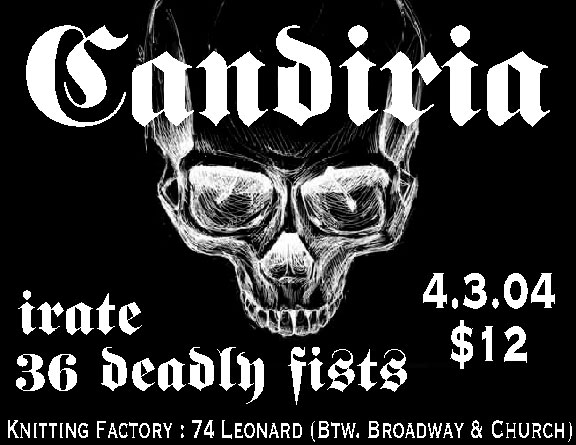 Candiria
irate
36 deadly fists
4.3.04
$12
Knitting Factory : 74 Leonard (Btw. Broadway & Church)